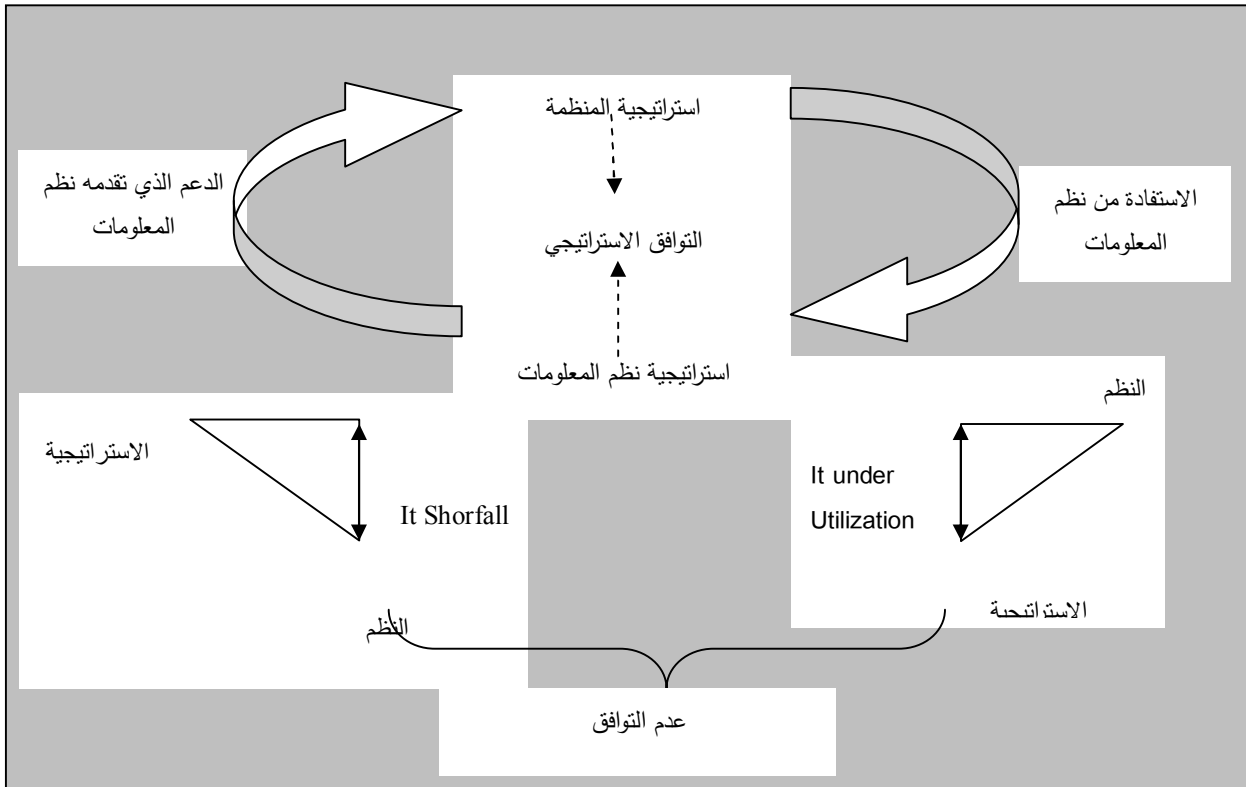 استراتيجية المنظمة
الاستفادة من نظم
المعلومات
الدعم الذي تقدمه نظم
المعلومات
التوافق الاستراتيجي
استراتيجية نظم المعلومات
النظم
It under
Utilization
الاستراتيجية
الاستراتيجية
It Shorfall
النظم
عدم التوافق